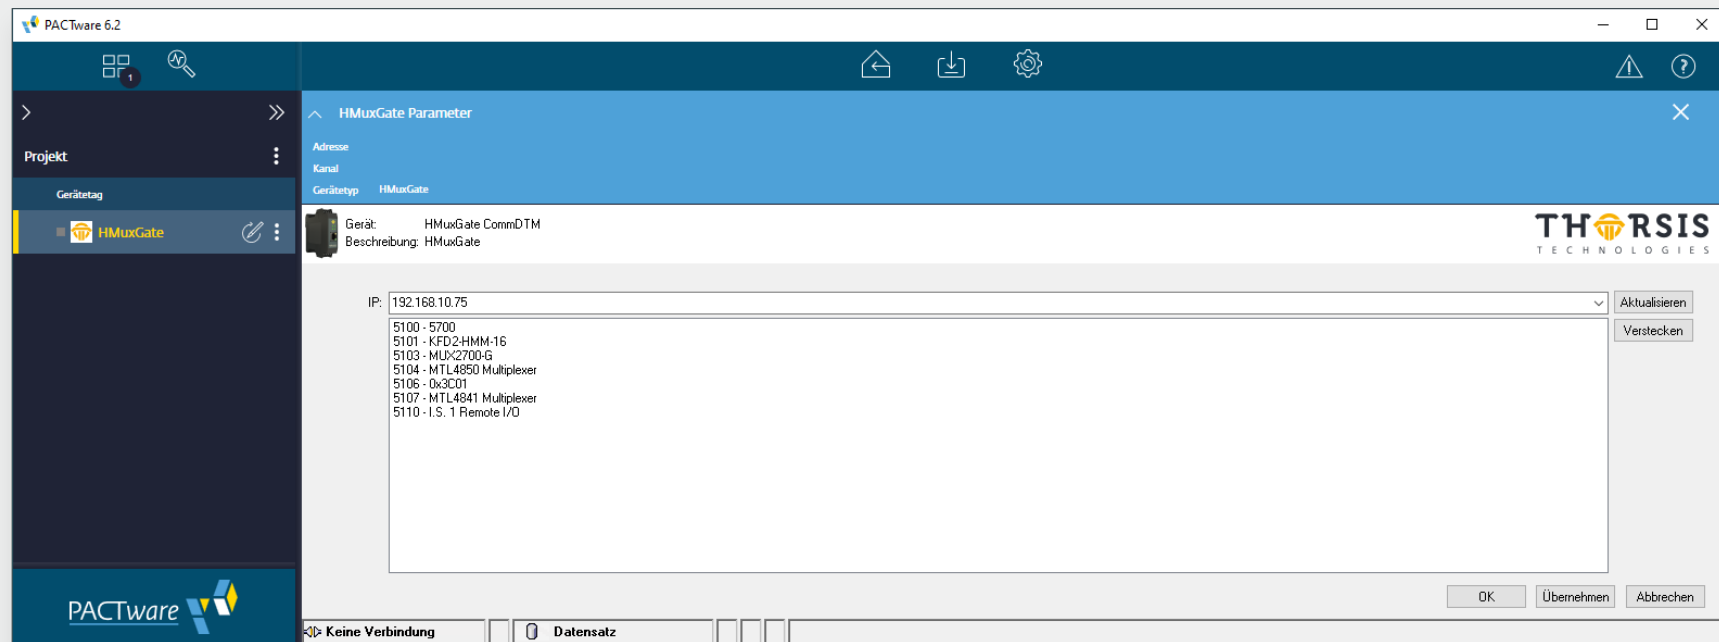 PACTware 6.2
1
HMuxGate Parameter
Projekt
Adresse
Kanal
Gerätetyp HMuxGate
Gerätetag
HMuxGate
Gerät: HMuxGate CommDTM
Beschreibung: HMuxGate
THORSIS
TECHNOLOGIES
IP: 192.168.10.75 Aktualisieren
Verstecken
5100 - 5700
5101 - KFD2-HMM-16
5103 - MUX2700-G
5104 - MTL4850 Multiplexer
5106 - 0x3C01
5107 - MTL4841 Multiplexer
5110 - I.S. 1 Remote I/O
OK Übernehmen Abbrechen
PACTware
Keine Verbindung Datensatz